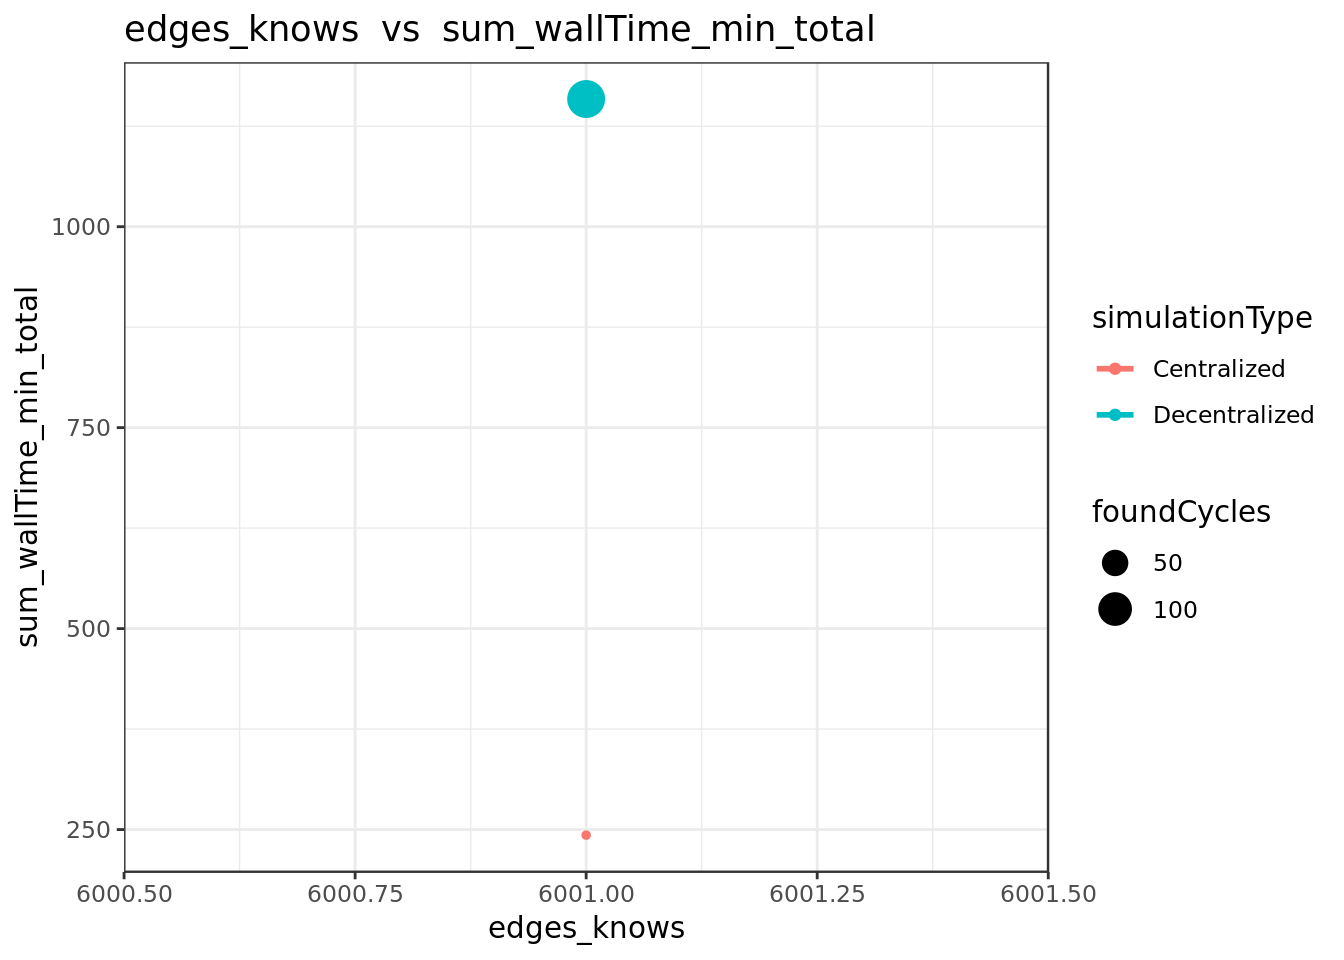 edges_knows  vs  sum_wallTime_min_total
sum_wallTime_min_total
1000
750
500
250
6000.50
6000.75
6001.00
6001.25
6001.50
edges_knows
simulationType
Centralized
Decentralized
foundCycles
50
100